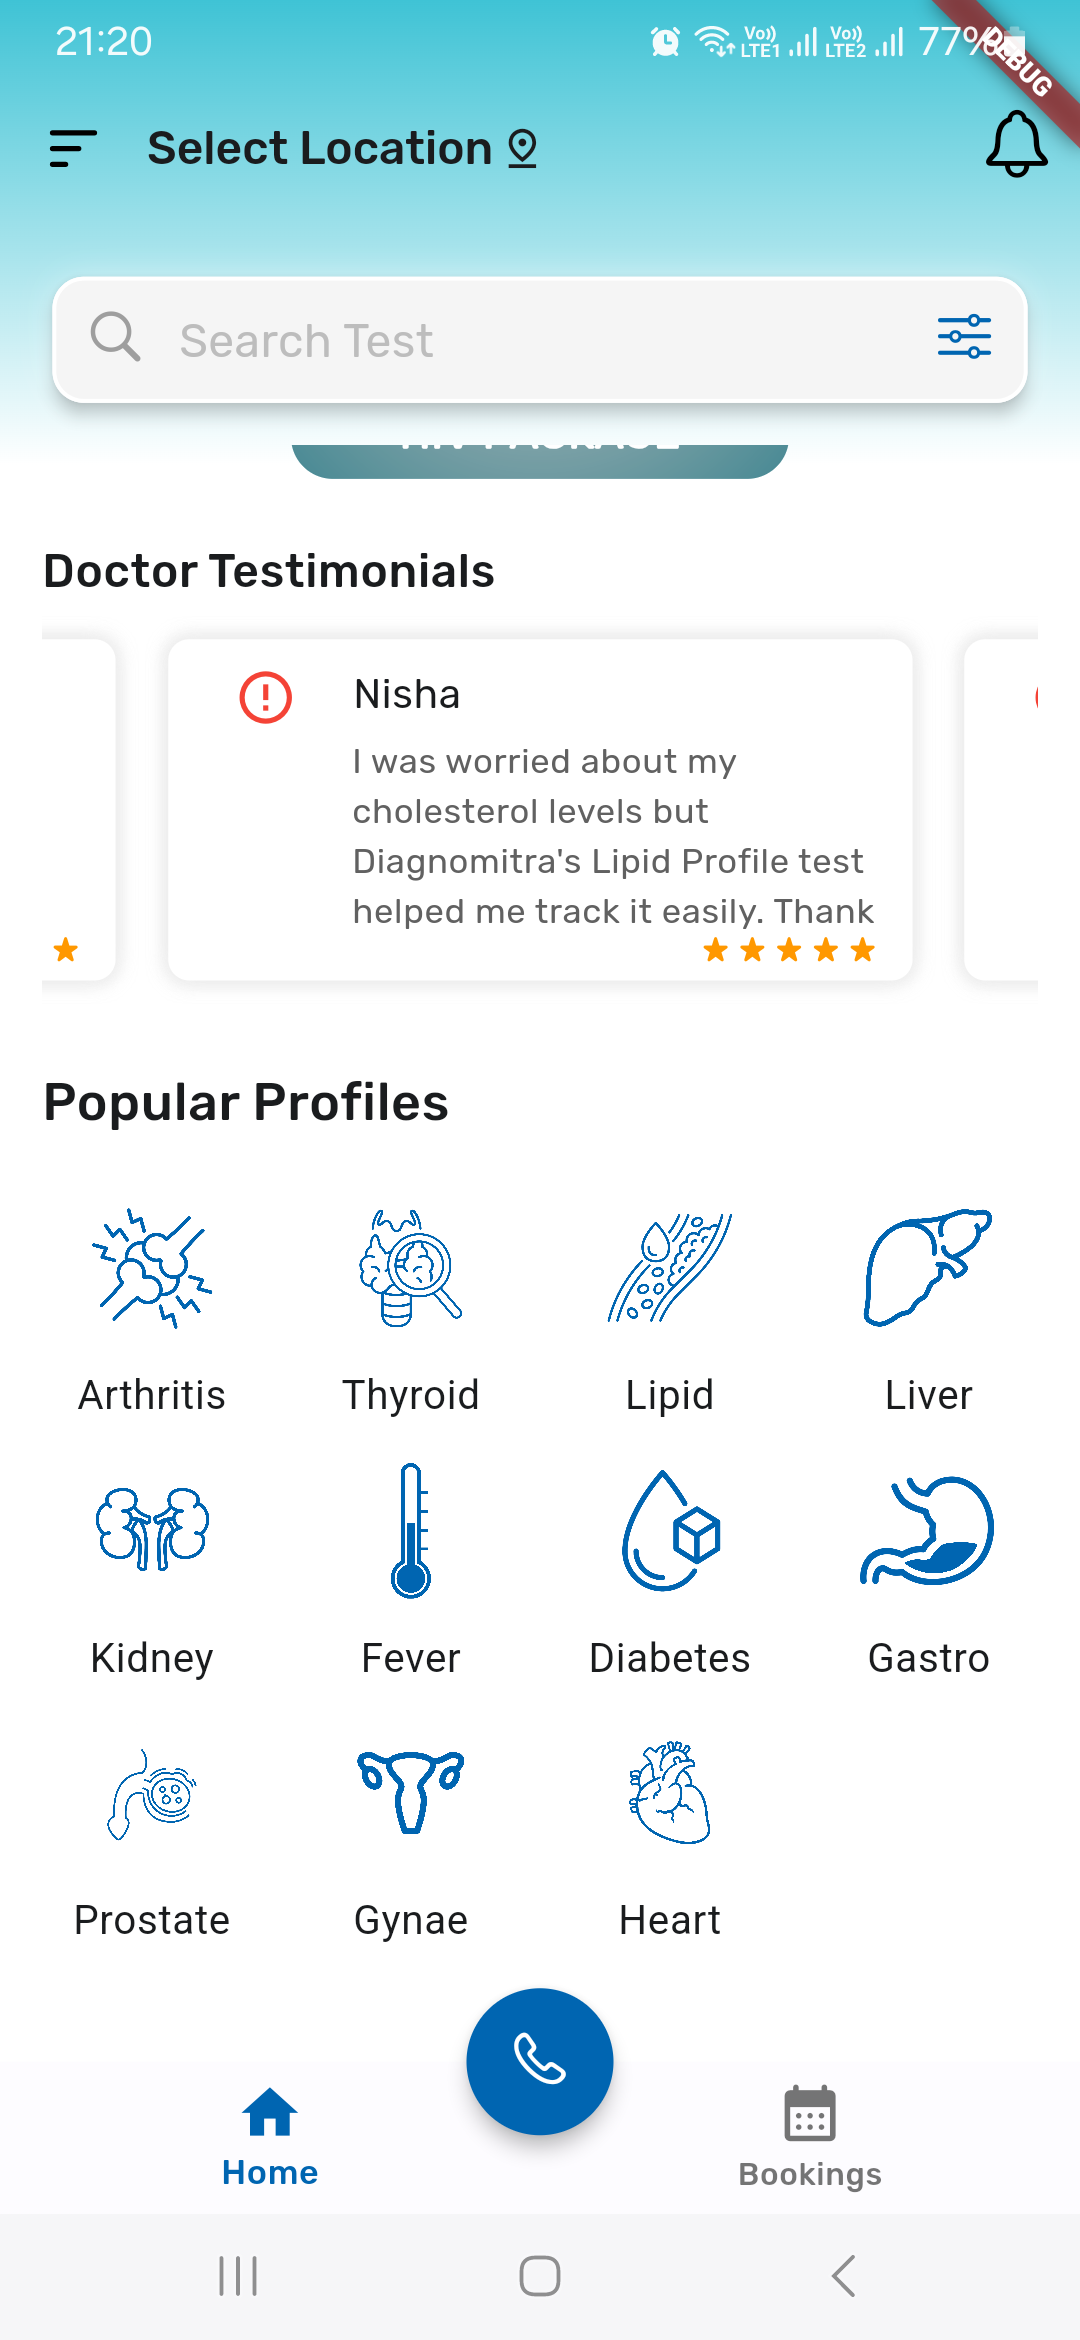 21:20
Vo)) LTE1 Vo)) LTE2 77%
DEBUG
Select Location
Search Test
PACKAGE
Doctor Testimonials
Nisha
I was worried about my
cholesterol levels but
Diagnomitra's Lipid Profile test
helped me track it easily. Thank
Popular Profiles
Arthritis Thyroid Lipid Liver
Kidney Fever Diabetes Gastro
Prostate Gynae Heart
Home Bookings